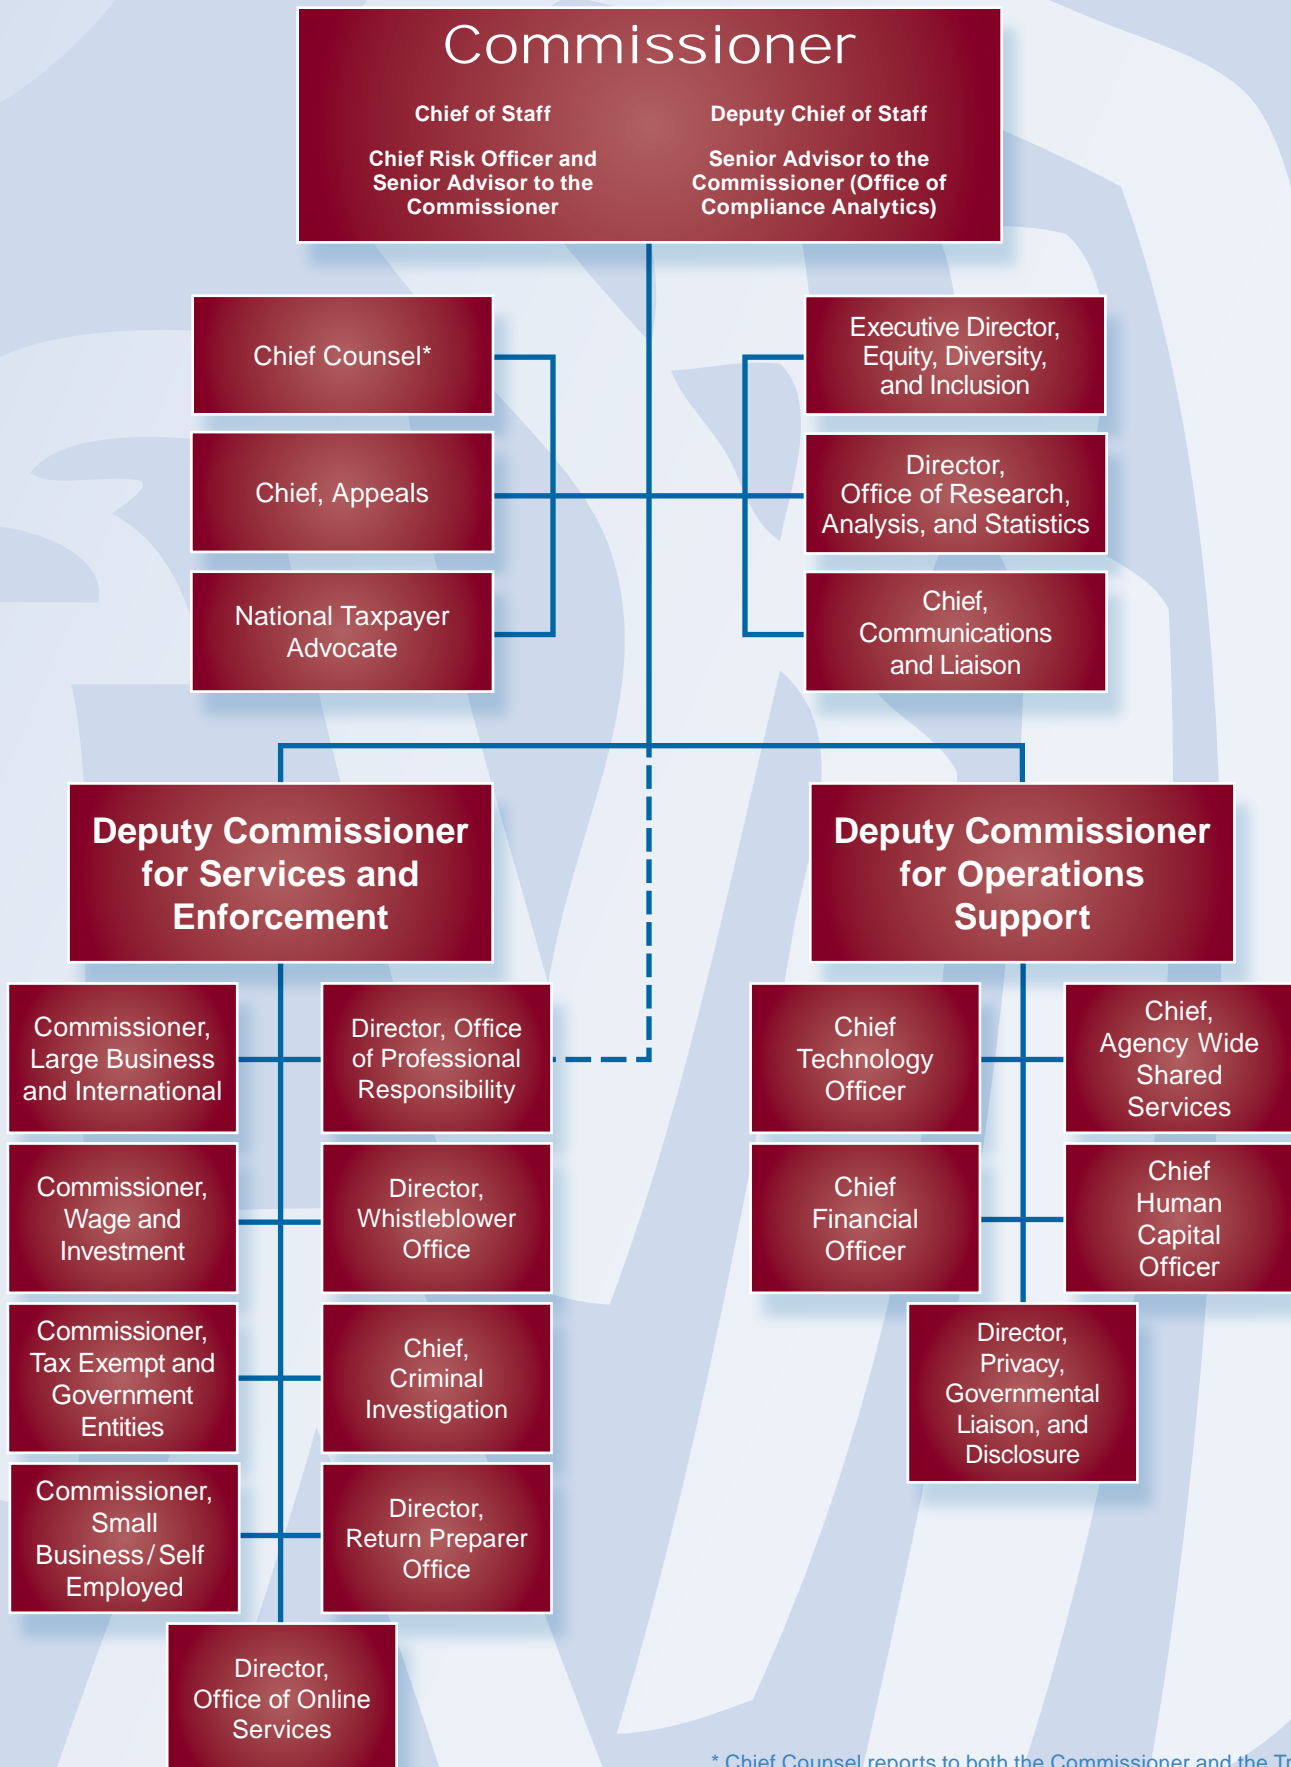 Commissioner
Chief of Staff
Chief Risk Officer and
Senior Advisor to the
Commissioner
Deputy Chief of Staff
Senior Advisor to the
Commissioner (Office of
Compliance Analytics)
Chief Counsel*
Chief, Appeals
National Taxpayer
Advocate
Executive Director,
Equity, Diversity,
and Inclusion
Director,
Office of Research,
Analysis, and Statistics
Chief,
Communications
and Liaison
Deputy Commissioner
for Services and
Enforcement
Commissioner,
Large Business
and International
Director, Office
of Professional
Responsibility
Commissioner,
Wage and
Investment
Director,
Whistleblower
Office
Commissioner,
Tax Exempt and
Government
Entities
Chief,
Criminal
Investigation
Commissioner,
Small
Business/Self
Employed
Director,
Return Preparer
Office
Director,
Office of Online
Services
Deputy Commissioner
for Operations
Support
Chief
Technology
Officer
Chief,
Agency Wide
Shared
Services
Chief
Financial
Officer
Chief
Human
Capital
Officer
Director,
Privacy,
Governmental
Liaison, and
Disclosure
* Chief Counsel reports to both the Commissioner and the